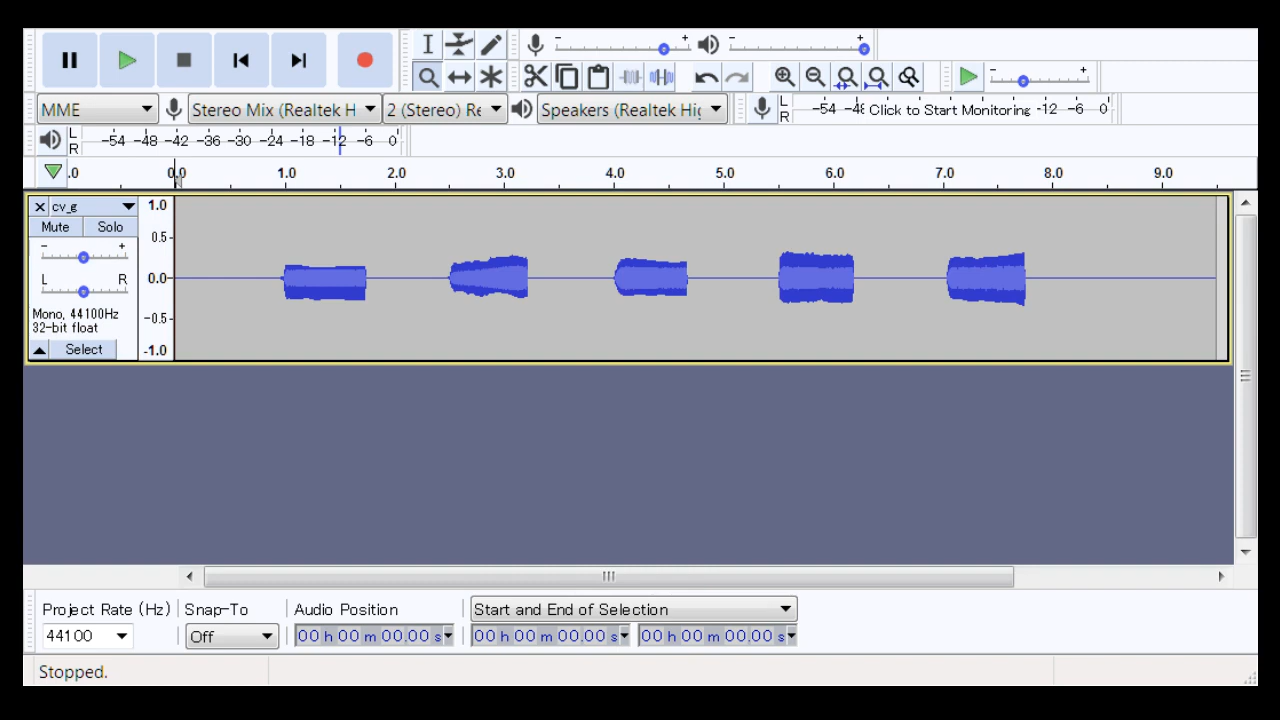 MME Stereo Mix (Realtek H 2 (Stereo) Re Speakers (Realtek Hig L R -54 -48 Click to Start Monitoring -12 -6 0
L R -54 -48 -42 -36 -30 -24 -18 -12 -6 0
.0 0.0 1.0 2.0 3.0 4.0 5.0 6.0 7.0 8.0 9.0
× cv_g 1.0
Mute Solo
0.5
- +
L R 0.0
Mono, 44100Hz -0.5
32-bit float
Select -1.0
Project Rate (Hz) Snap-To Audio Position Start and End of Selection
44100 Off 00 h 00 m 00.00 s 00 h 00 m 00.00 s 00 h 00 m 00.00 s
Stopped.